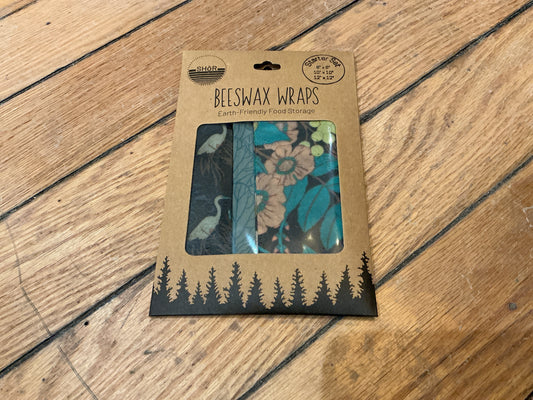 SHOR
Starter Set
8" x 8"
10" x 10"
12" x 12"
BEESWAX WRAPS
Earth-Friendly Food Storage